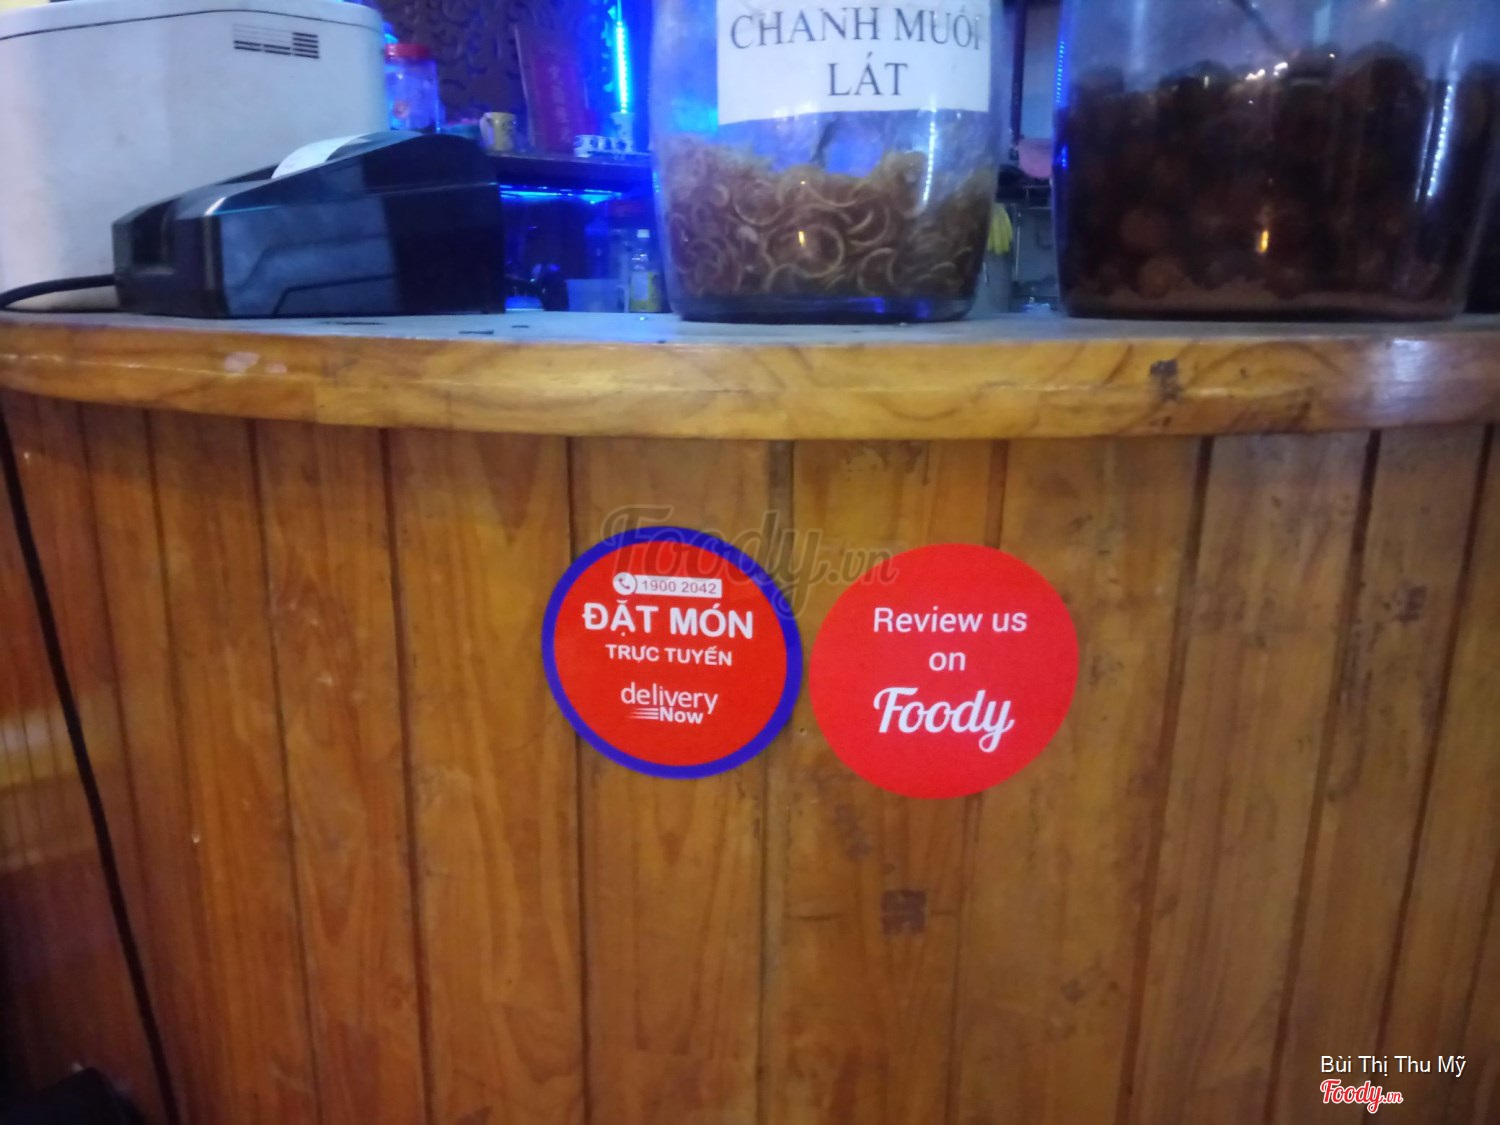 CHANH MUỐI
LÁT
Foody.vn
1900 2042
ĐẶT MÓN
TRỰC TUYẾN
delivery
Now
Review us
on
Foody
Bùi Thị Thu Mỹ
Foody.vn